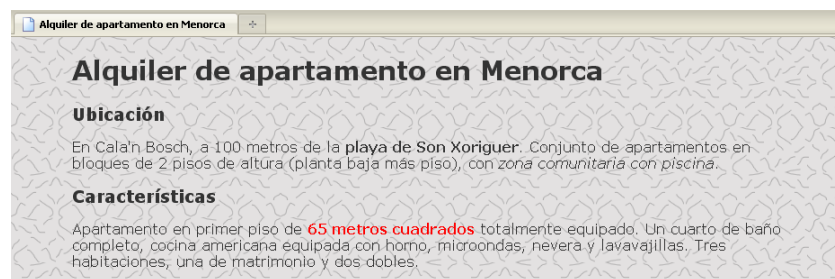 Alquiler de apartamento en Menorca
Alquiler de apartamento en Menorca
Ubicación
En Cala'n Bosch, a 100 metros de la playa de Son Xoriguer. Conjunto de apartamentos en
bloques de 2 pisos de altura (planta baja más piso), con zona comunitaria con piscina.
Características
Apartamento en primer piso de 65 metros cuadrados totalmente equipado. Un cuarto de baño
completo, cocina americana equipada con horno, microondas, nevera y lavavajillas. Tres
habitaciones, una de matrimonio y dos dobles.